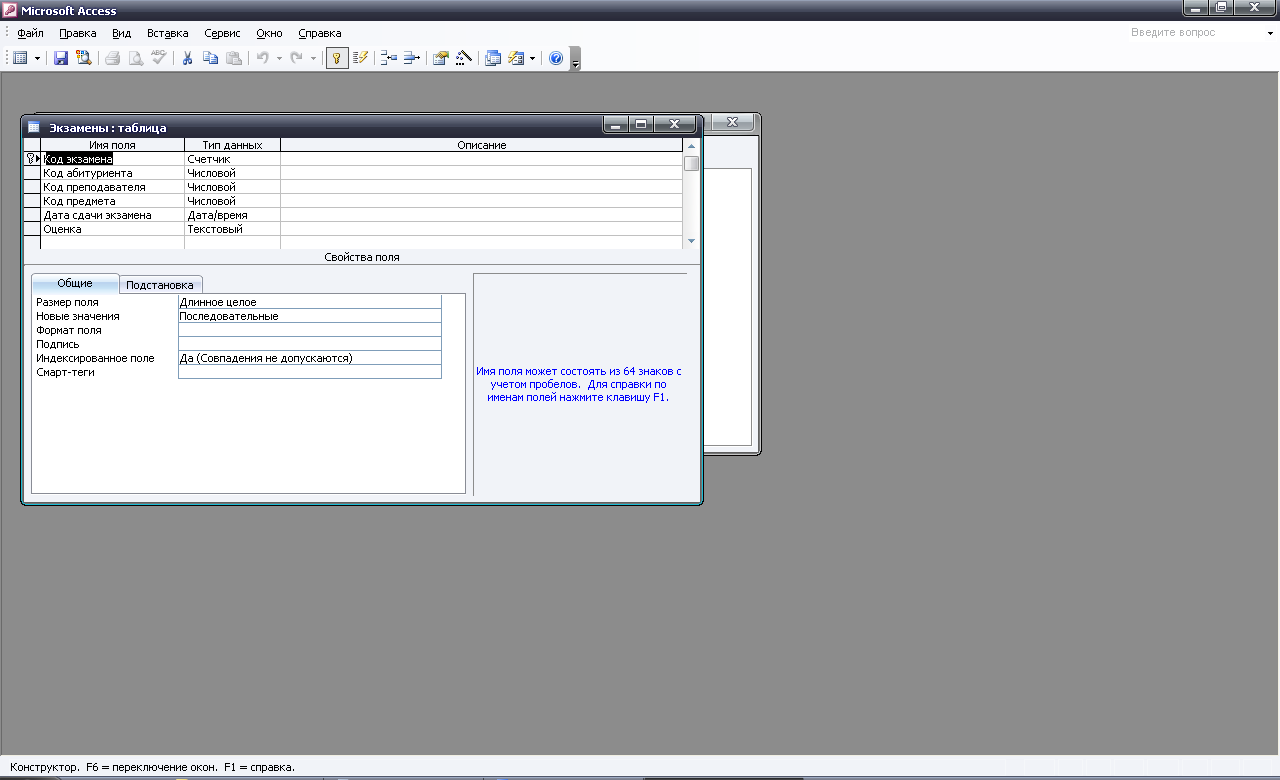 Microsoft Access
Файл Правка Вид Вставка Сервис Окно Справка Введите вопрос
ABC
Экзамены : таблица
Имя поля Тип данных Описание
Код экзамена Счетчик
Код абитуриента Числовой
Код преподавателя Числовой
Код предмета Числовой
Дата сдачи экзамена Дата/время
Оценка Текстовый
Свойства поля
Общие Подстановка
Размер поля Длинное целое
Новые значения Последовательные
Формат поля
Подпись
Индексированное поле Да (Совпадения не допускаются)
Смарт-теги
Имя поля может состоять из 64 знаков с
учетом пробелов. Для справки по
именам полей нажмите клавишу F1.
Конструктор. F6 = переключение окон. F1 = справка.